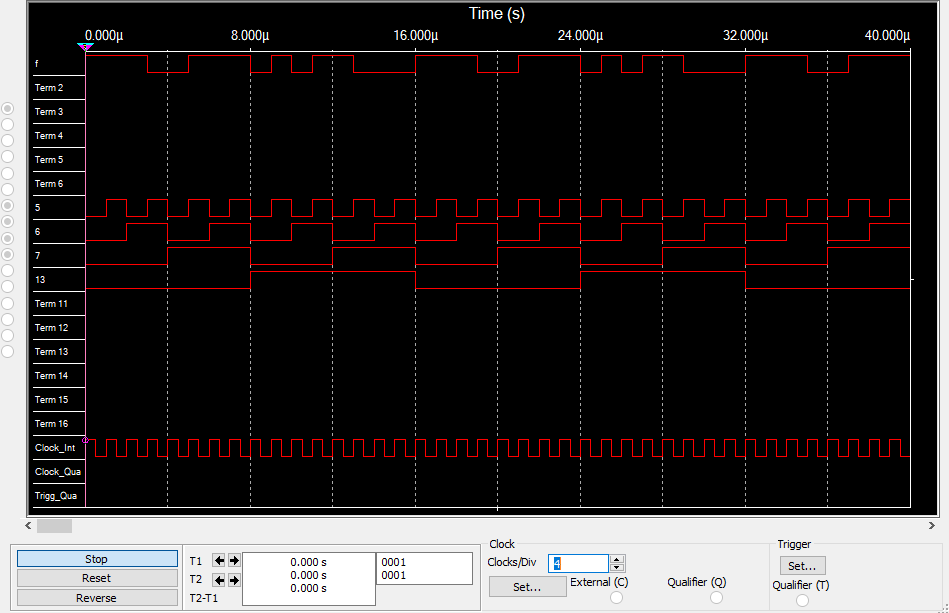 Time (s)
0.000µ 8.000µ 16.000µ 24.000µ 32.000µ 40.000µ
f
Term 2
Term 3
Term 4
Term 5
Term 6
5
6
7
13
Term 11
Term 12
Term 13
Term 14
Term 15
Term 16
Clock_Int
Clock_Qua
Trigg_Qua
Stop
Reset
Reverse
T1
T2
T2-T1
0.000 s 0001
0.000 s 0001
0.000 s
Clock
Clocks/Div 4
Set...
External (C)
Qualifier (Q)
Trigger
Set...
Qualifier (T)